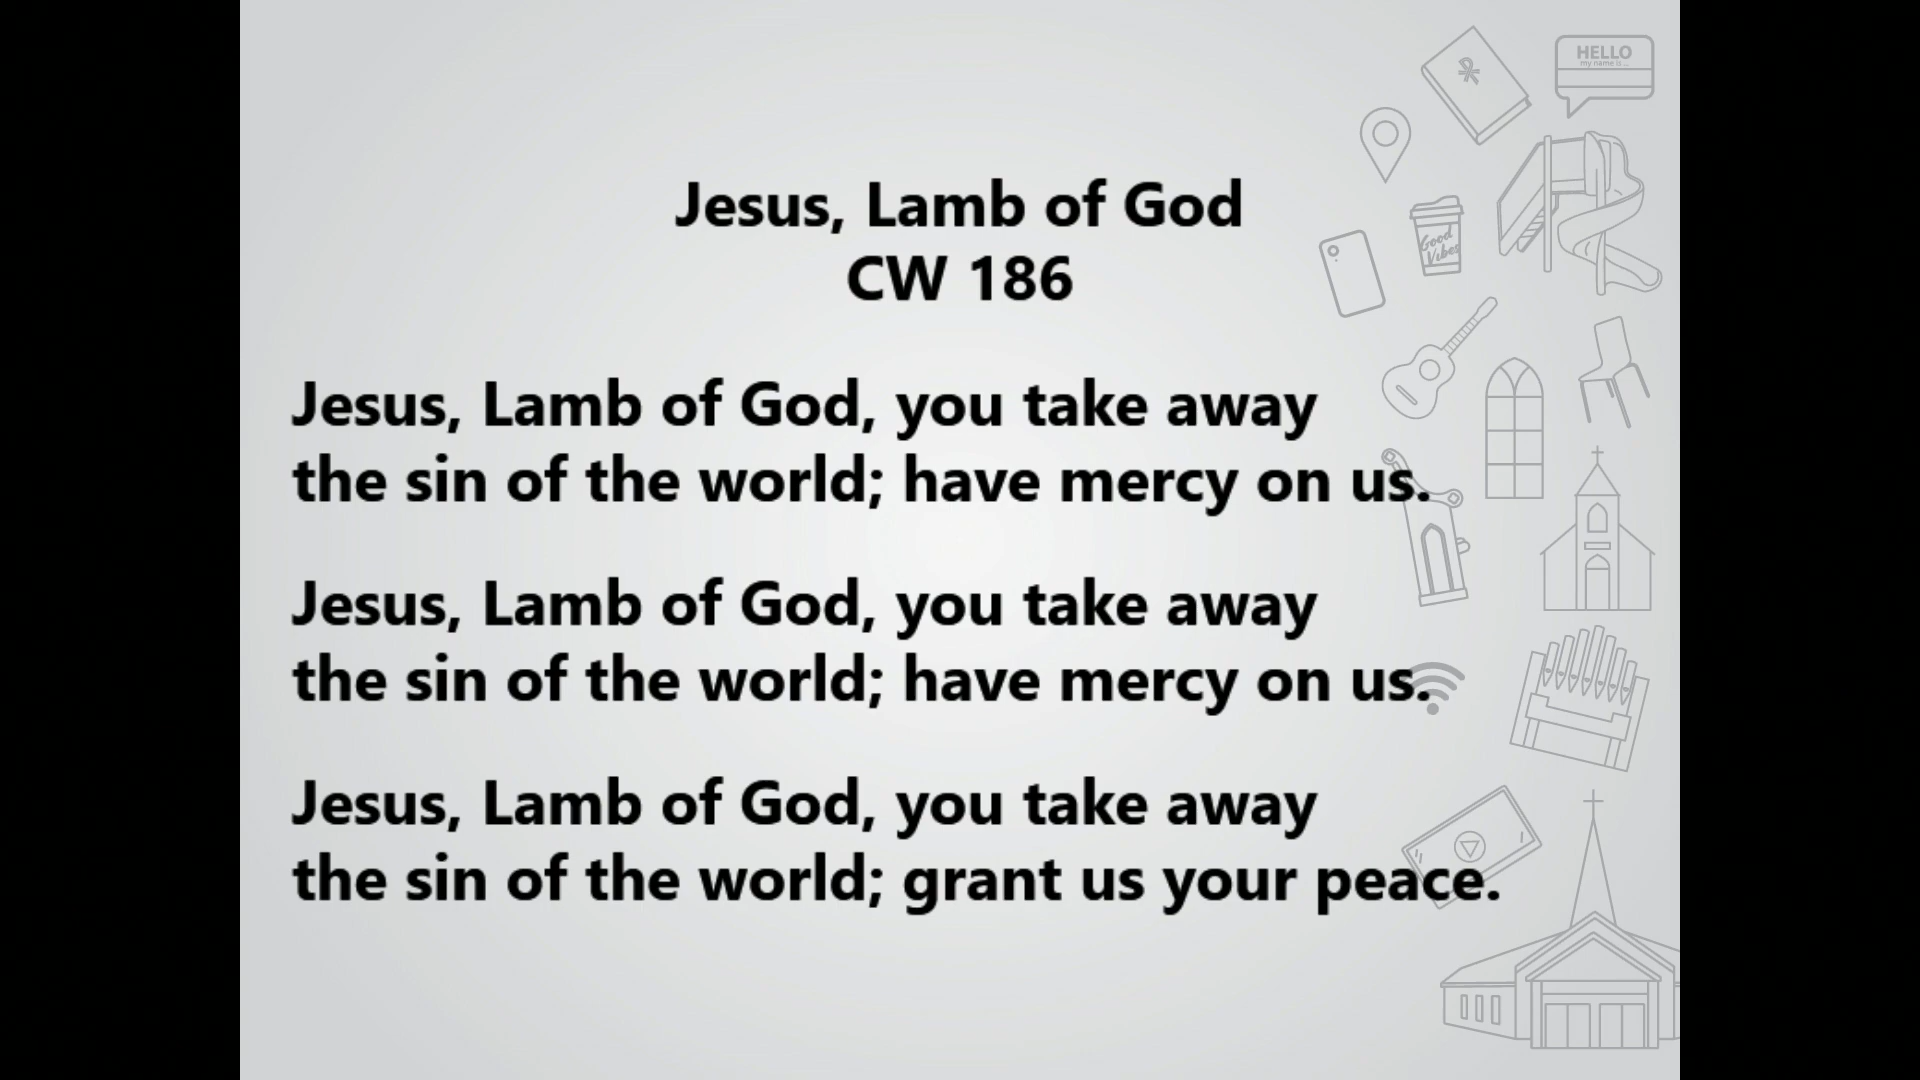 HELLO
my name is ...
Good
Vibes
Jesus, Lamb of God
CW 186
Jesus, Lamb of God, you take away
the sin of the world; have mercy on us.
Jesus, Lamb of God, you take away
the sin of the world; have mercy on us.
Jesus, Lamb of God, you take away
the sin of the world; grant us your peace.